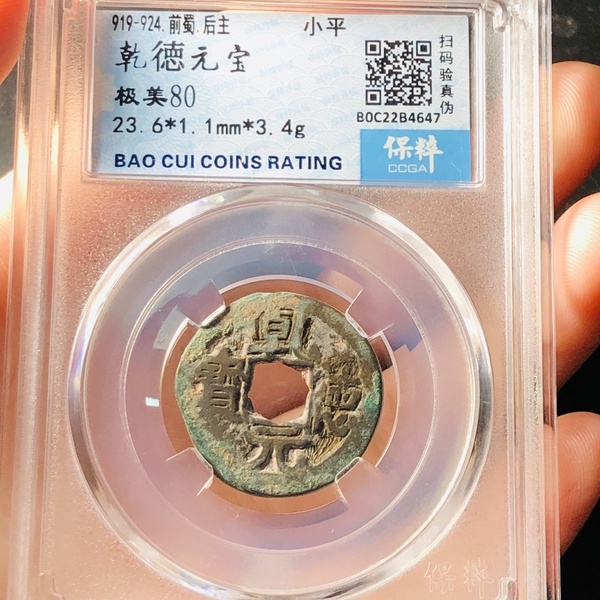 919-924.前蜀.后主 小平
乾德元宝
极美80
23.6*1.1mm*3.4g
BAO CUI COINS RATING
扫码验真伪
B0C22B4647
保粹
CCGA
乾德元寶
保粹